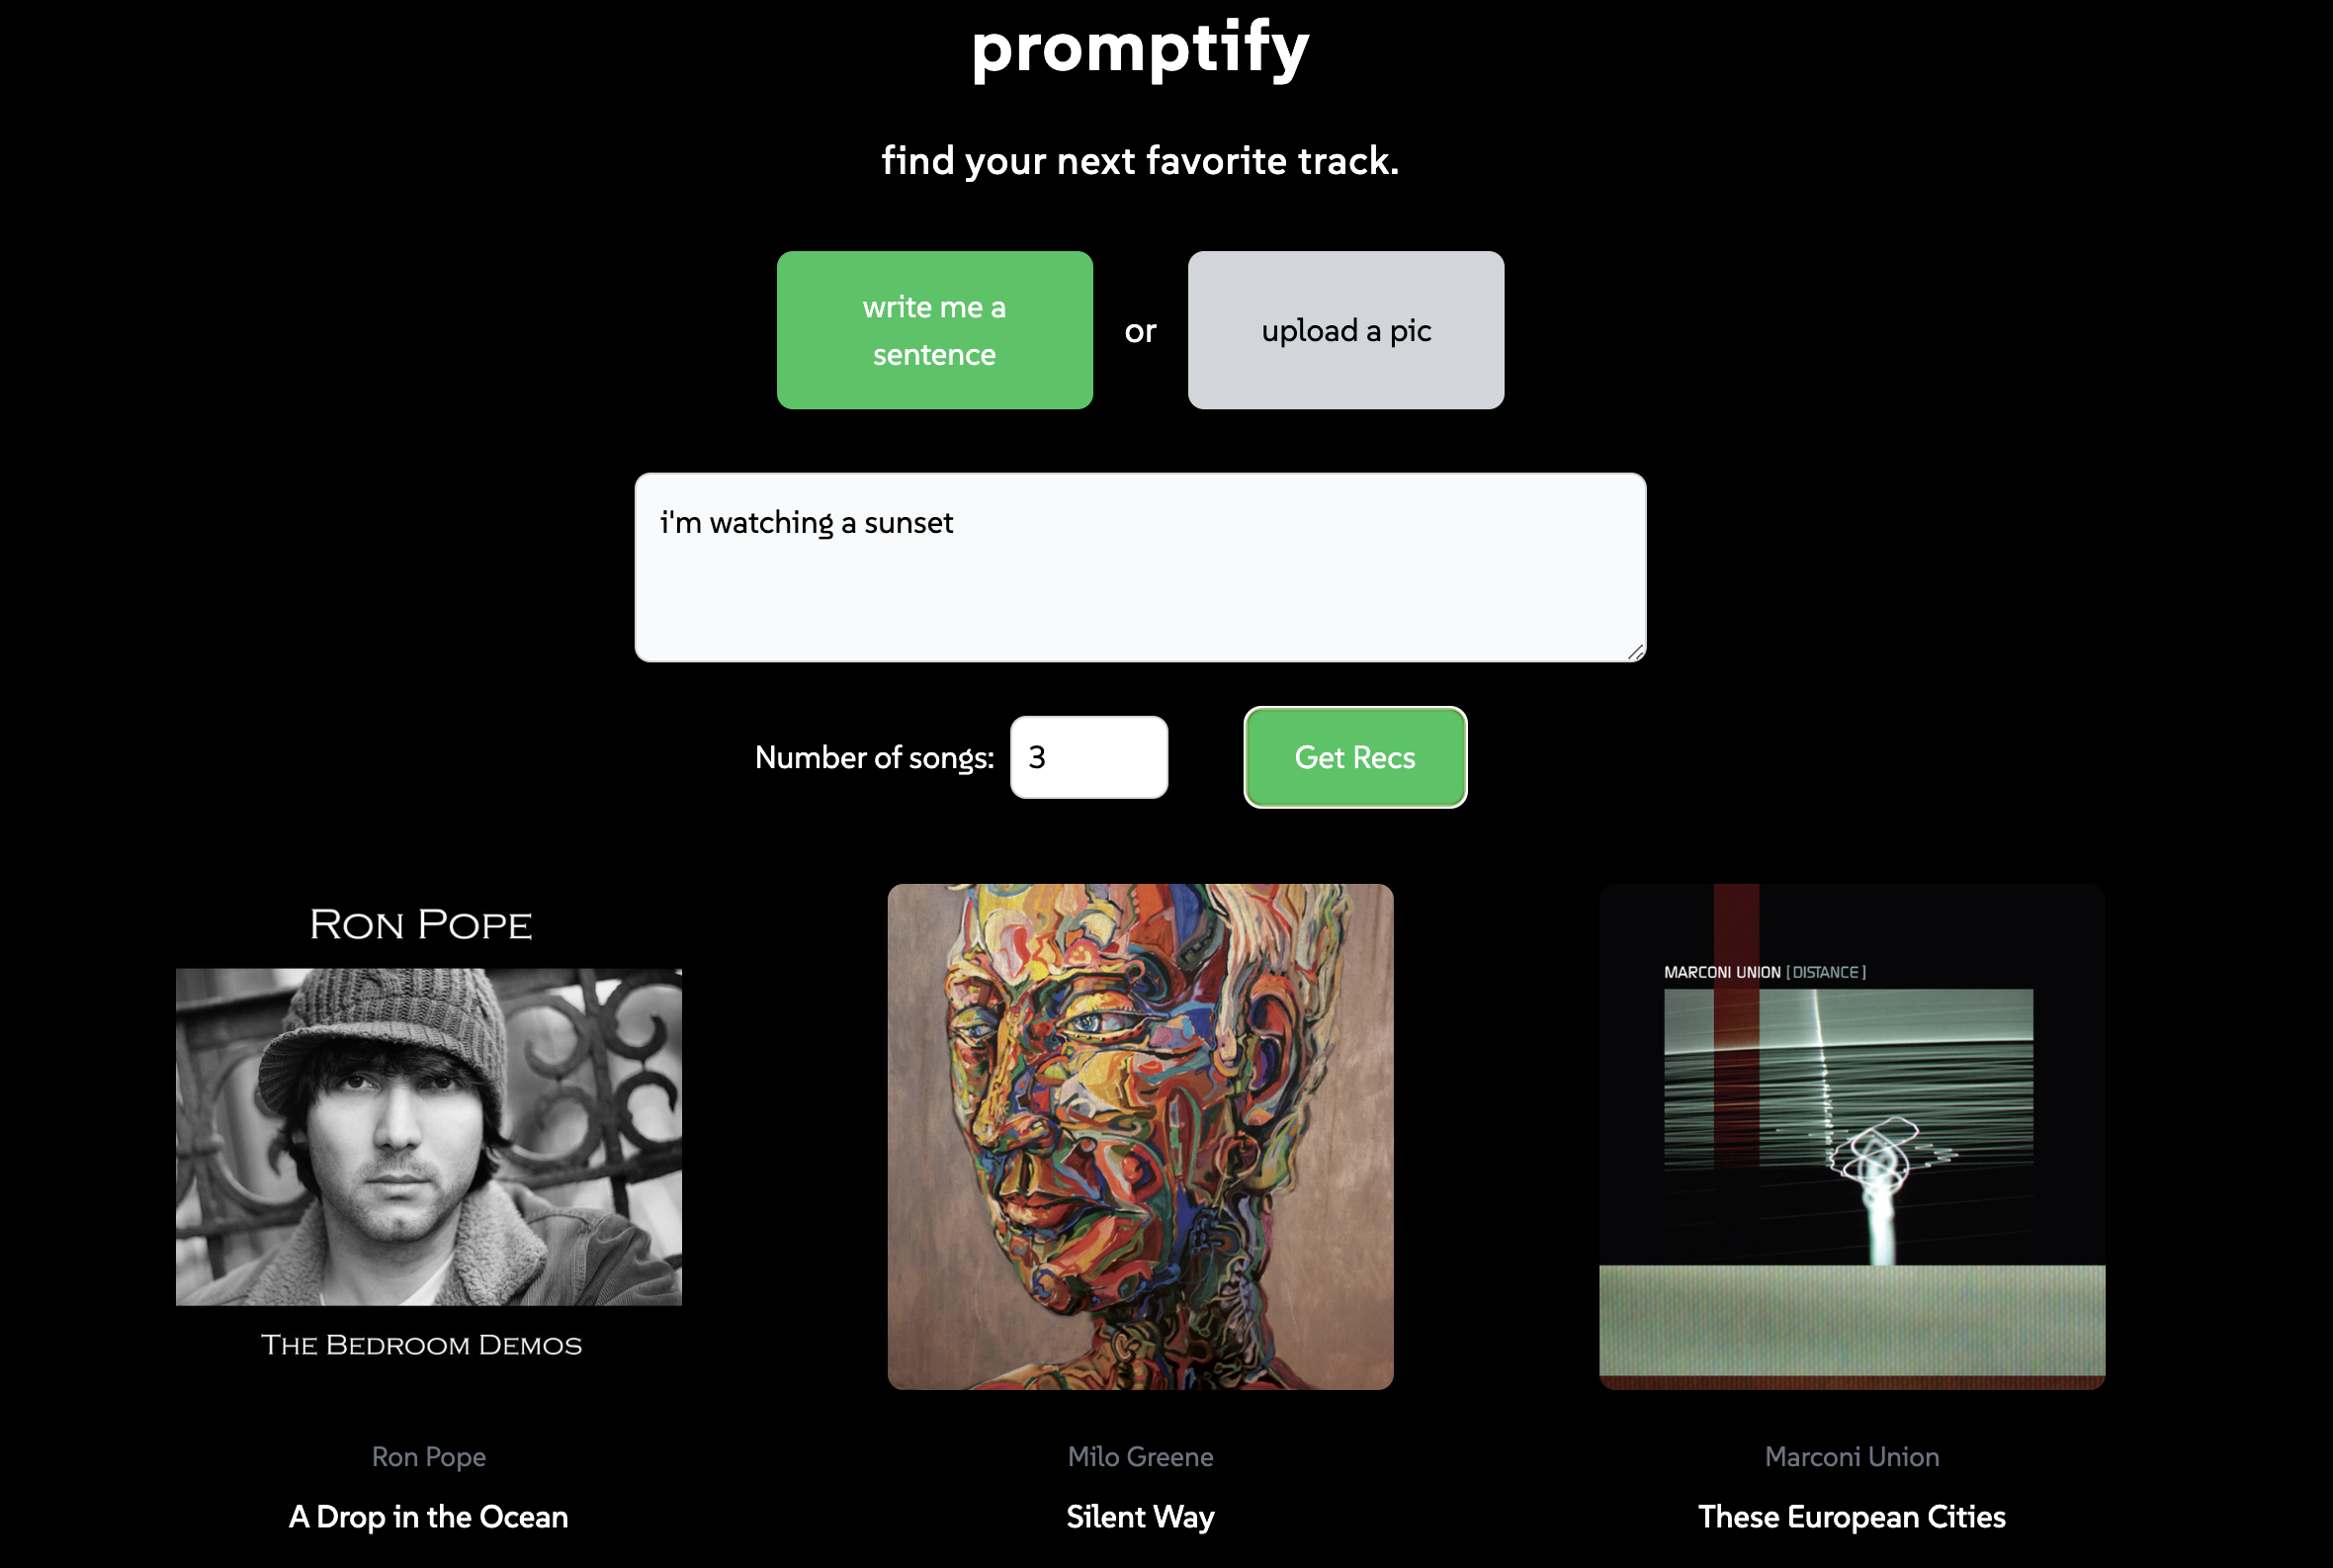 promptify
find your next favorite track.
write me a
sentence
or
upload a pic
i'm watching a sunset
Number of songs:
3
Get Recs
RON POPE
THE BEDROOM DEMOS
MARCONI UNION [DISTANCE]
Ron Pope
A Drop in the Ocean
Milo Greene
Silent Way
Marconi Union
These European Cities